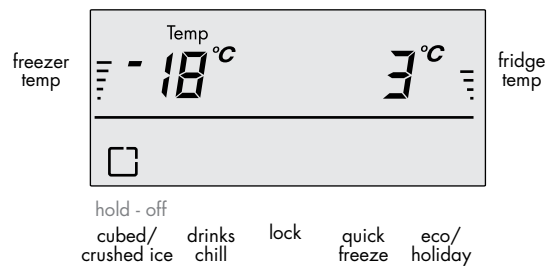 Temp
freezer
temp
-18°C
3°C
fridge
temp
hold - off
cubed/
crushed ice
drinks
chill
lock
quick
freeze
eco/
holiday